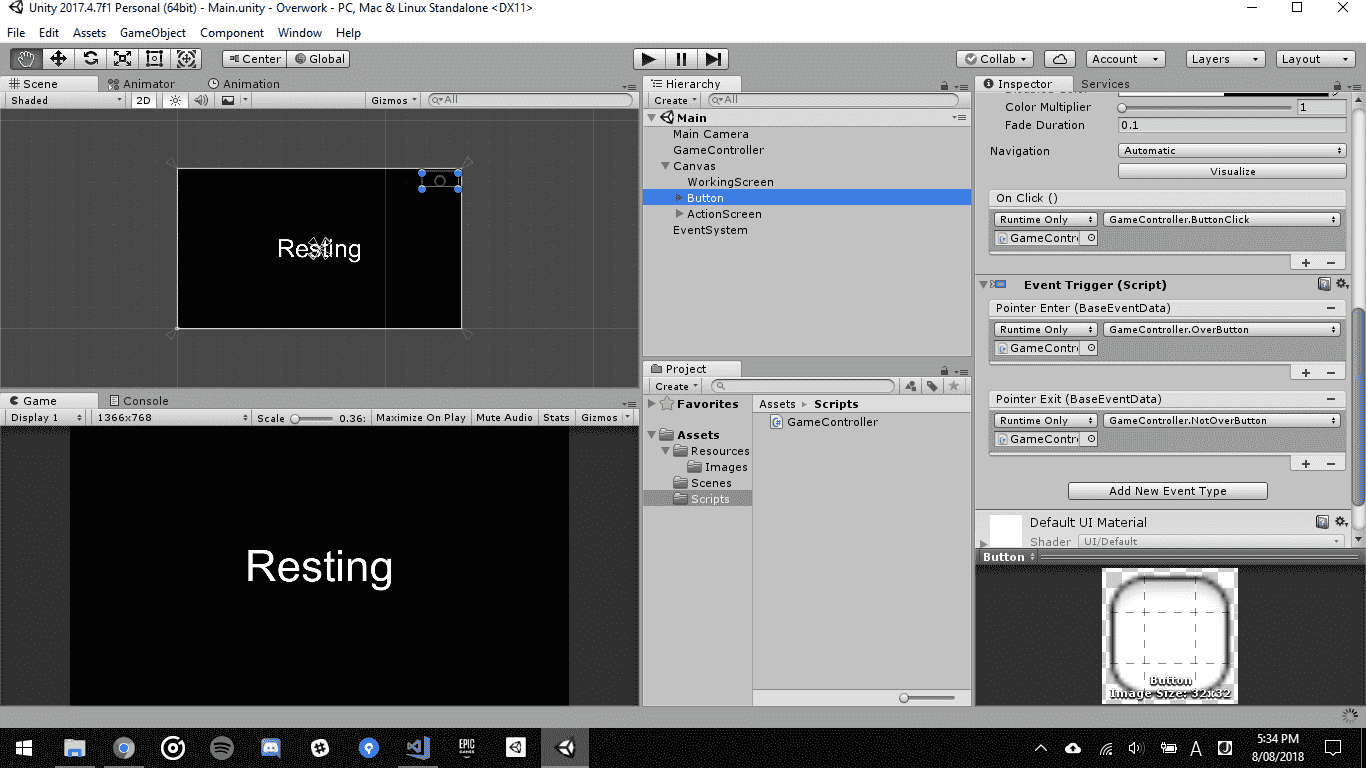 Unity 2017.4.7f1 Personal (64bit) - Main.unity - Overwork - PC, Mac & Linux Standalone <DX11>
File Edit Assets GameObject Component Window Help
Center Global Collab Account Layers Layout
Scene Animator Animation
Shaded 2D Gizmos All
Resting
Game Console
Display 1 1366x768 Scale 0.36: Maximize On Play Mute Audio Stats Gizmos
Resting
Hierarchy
Create All
Main
Main Camera
GameController
Canvas
WorkingScreen
Button
ActionScreen
EventSystem
Project
Create
Favorites
Assets
Resources
Images
Scenes
Scripts
Assets Scripts
GameController
Inspector Services
Color Multiplier 1
Fade Duration 0.1
Navigation Automatic
Visualize
On Click ()
Runtime Only GameController.ButtonClick
GameContr
Event Trigger (Script)
Pointer Enter (BaseEventData)
Runtime Only GameController.OverButton
GameContr
Pointer Exit (BaseEventData)
Runtime Only GameController.NotOverButton
GameContr
Add New Event Type
Default UI Material
Shader UI/Default
Button
Button
Image Size: 32x32
EPIC GAMES
A
5:34 PM
8/08/2018